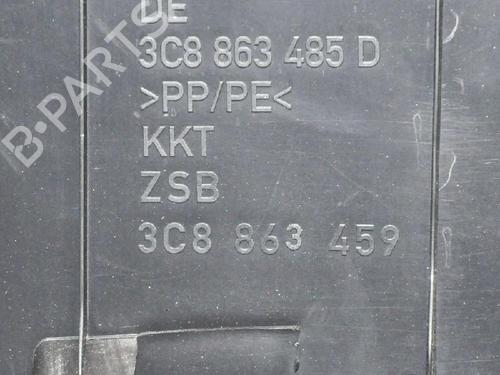 DE
3C8 863 485 D
>PP/PE<
KKT
ZSB
3C8 863 459
B-PARTS